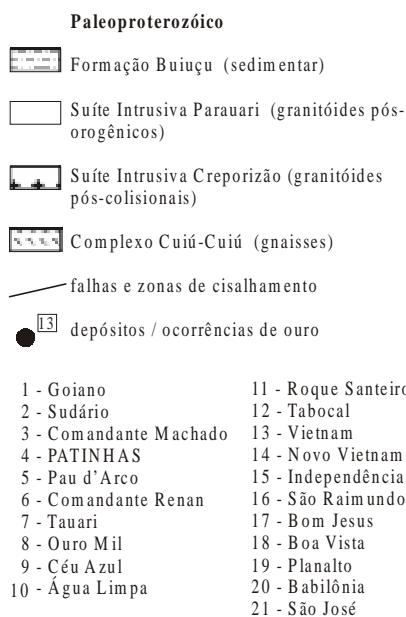 Paleoproterozóico
Formação Buiuçu (sedimentar)
Suíte Intrusiva Parauari (granitóides pós-
orogênicos)
Suíte Intrusiva Creporizão (granitóides
pós-colisionais)
Complexo Cuiú-Cuiú (gnaisses)
falhas e zonas de cisalhamento
13 depósitos / ocorrências de ouro
1 - Goiano
2 - Sudário
3 - Comandante Machado
4 - PATINHAS
5 - Pau d'Arco
6 - Comandante Renan
7 - Tauari
8 - Ouro Mil
9 - Céu Azul
10 - Água Limpa
11 - Roque Santeiro
12 - Tabocal
13 - Vietnam
14 - Novo Vietnam
15 - Independência
16 - São Raimundo
17 - Bom Jesus
18 - Boa Vista
19 - Planalto
20 - Babilônia
21 - São José